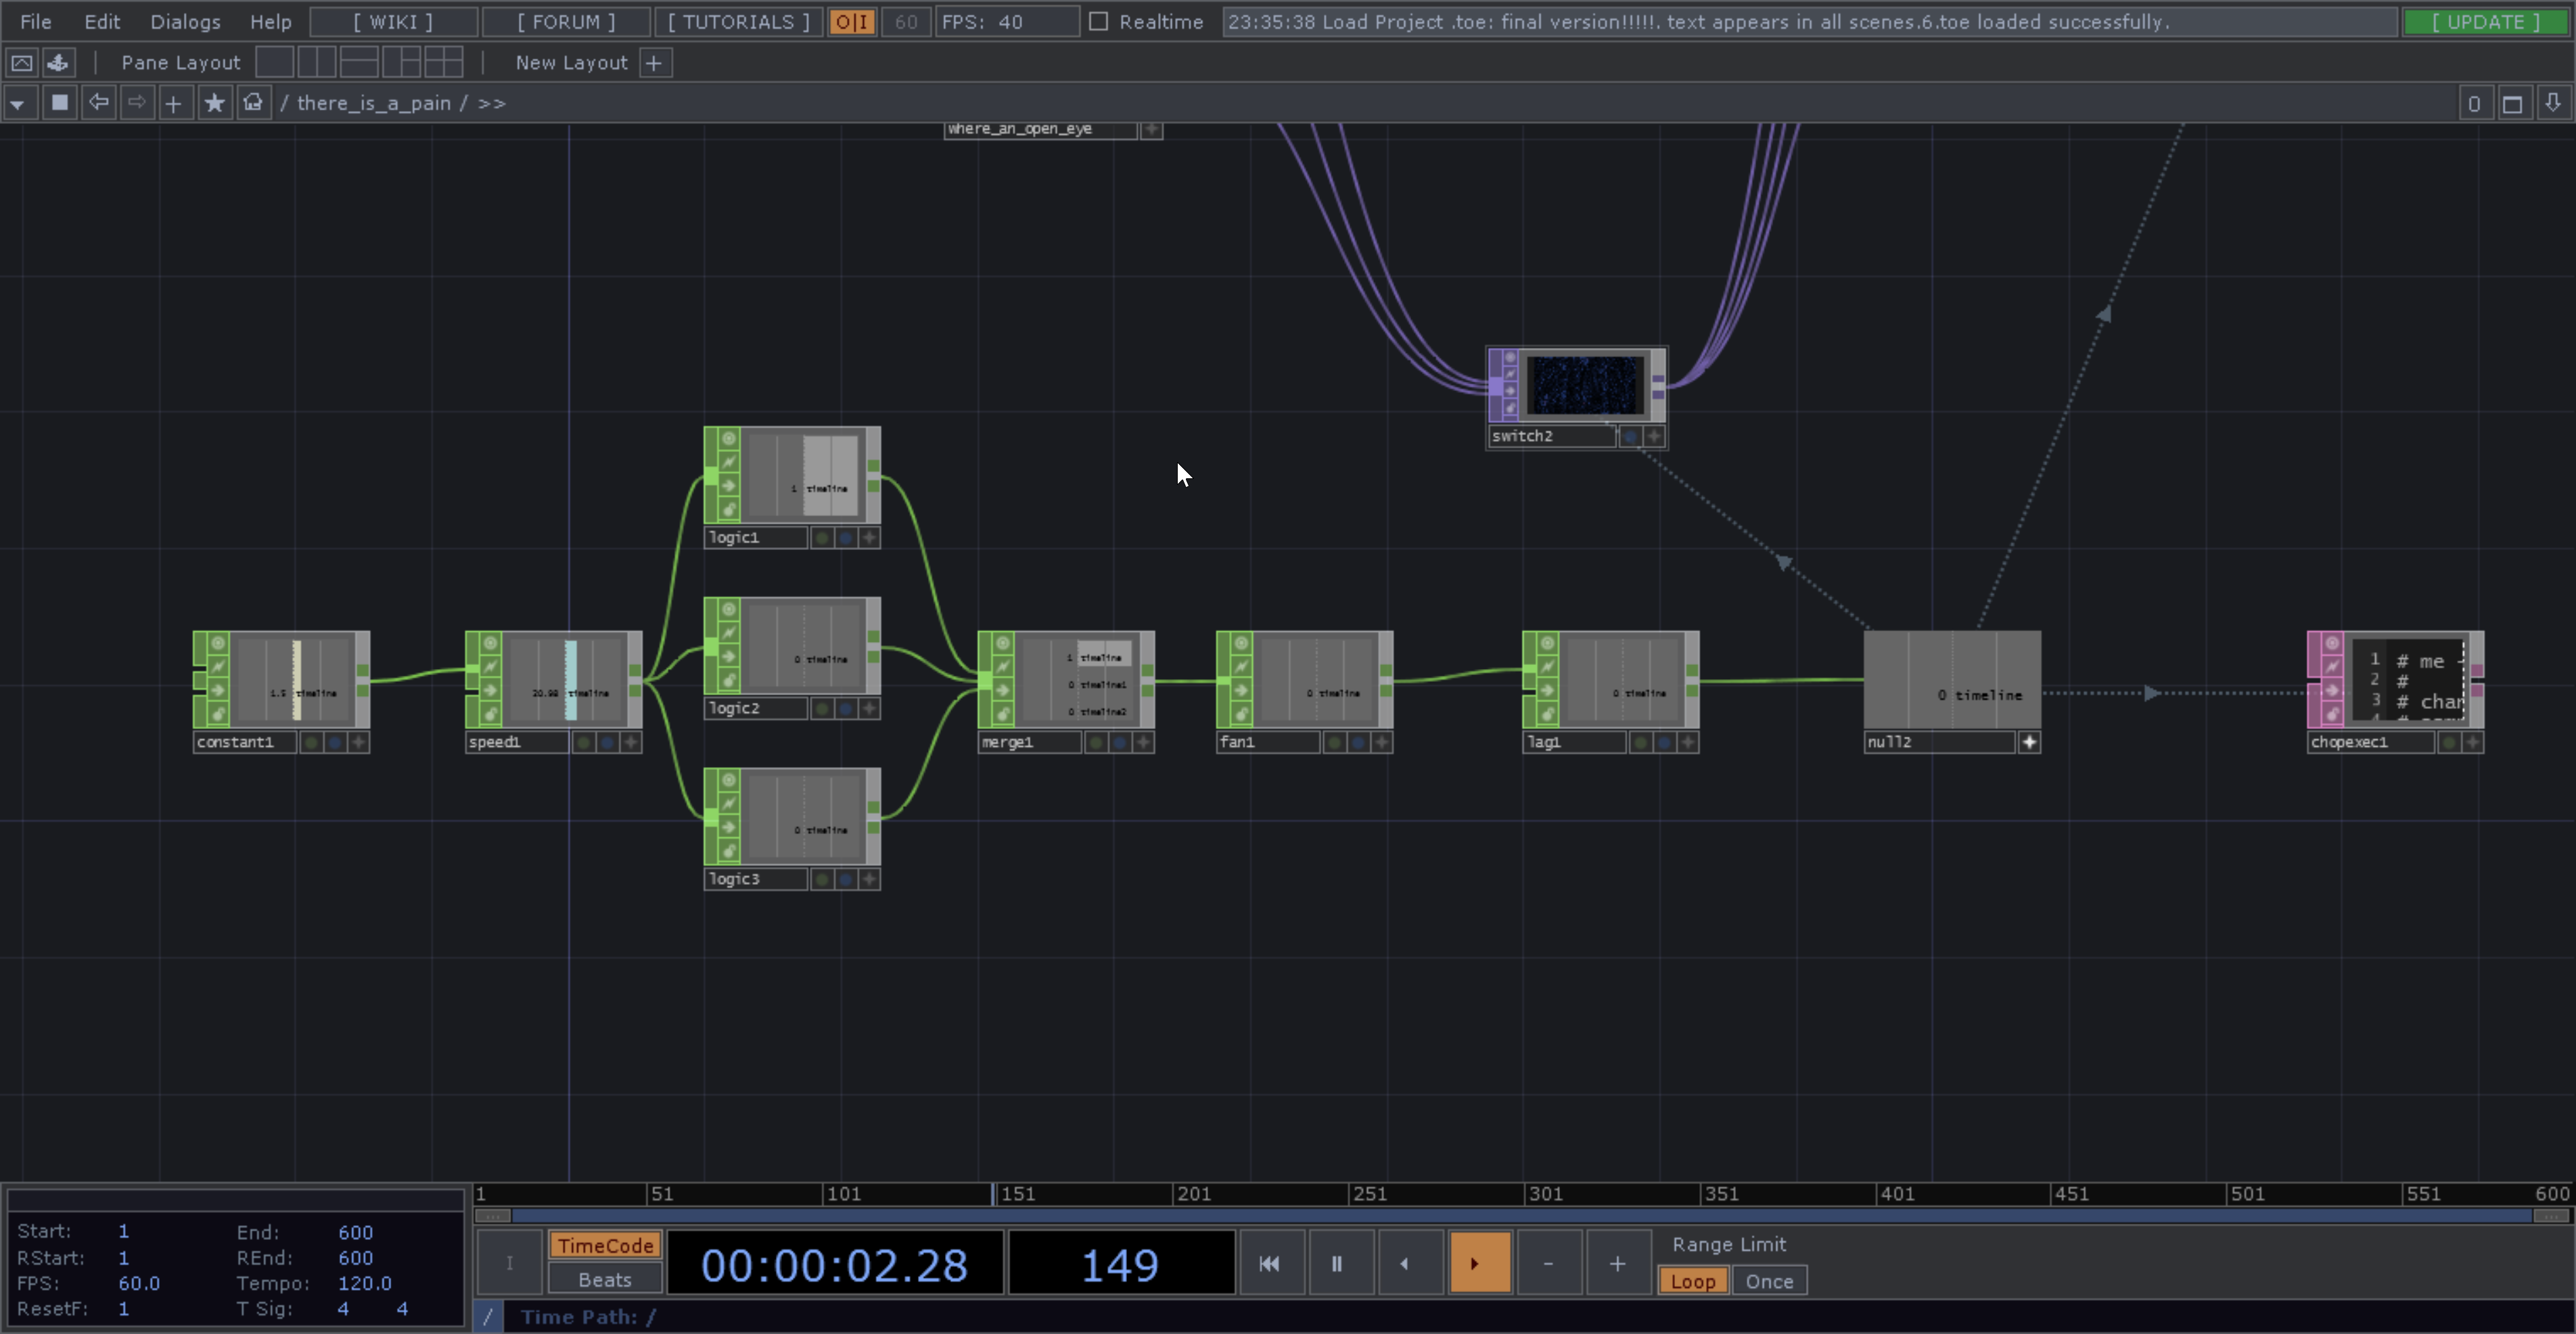 File Edit Dialogs Help [ WIKI ] [ FORUM ] [ TUTORIALS ] O|I 60 FPS: 40 Realtime 23:35:38 Load Project .toe: final version!!!!!. text appears in all scenes.6.toe loaded successfully. [ UPDATE ]
Pane Layout New Layout +
/ there_is_a_pain / >> 0
where_an_open_eye
switch2
1 timeline
logic1
0 timeline
logic2
1.5 timeline
constant1
20.98 timeline
speed1
1 timeline
0 timeline1
0 timeline2
merge1
0 timeline
fan1
0 timeline
lag1
0 timeline
null2
1 # me -
2 #
3 # char
chopexec1
0 timeline
logic3
1 51 101 151 201 251 301 351 401 451 501 551 600
Start: 1 End: 600
RStart: 1 REnd: 600
FPS: 60.0 Tempo: 120.0
ResetF: 1 T Sig: 4 4
I TimeCode
Beats
00:00:02.28 149 - +
Range Limit
Loop Once
/ Time Path: /